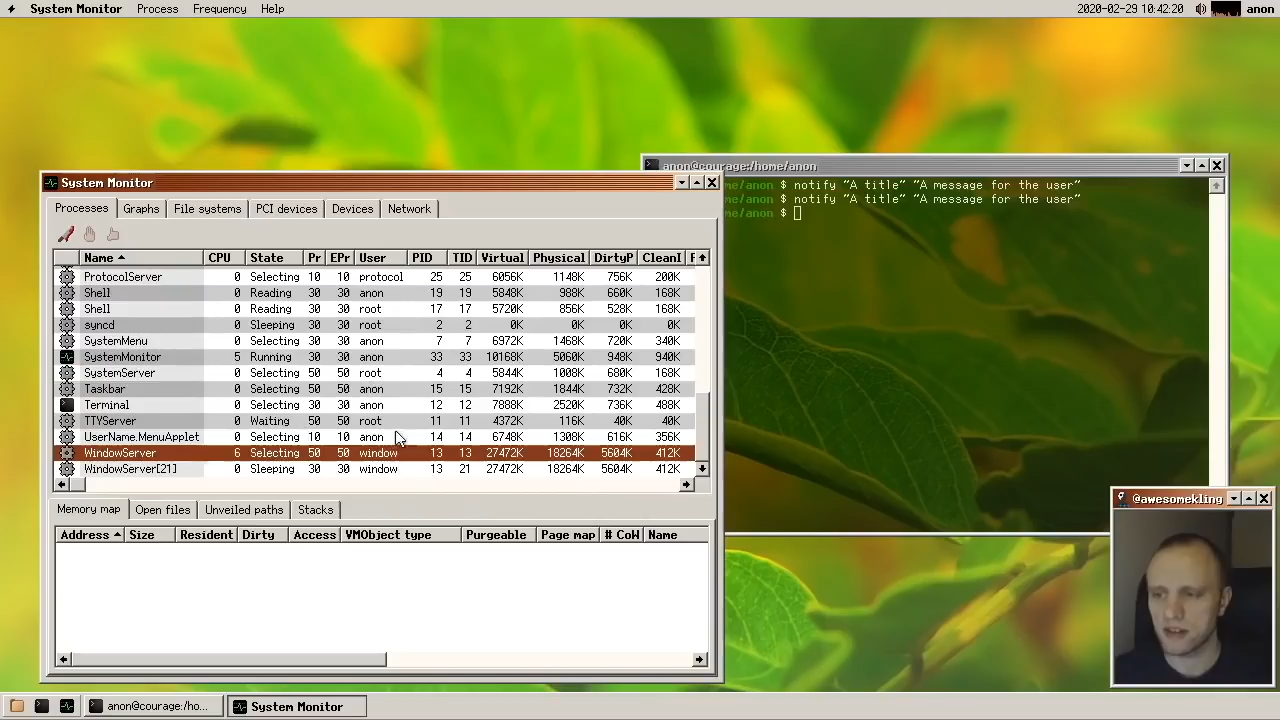 System Monitor Process Frequency Help 2020-02-29 10:42:20 anon
anon@courage:/home/anon
me/anon $ notify "A title" "A message for the user"
me/anon $ notify "A title" "A message for the user"
me/anon $
System Monitor
Processes Graphs File systems PCI devices Devices Network
Name CPU State Pr EPr User PID TID Virtual Physical DirtyP CleanI
ProtocolServer 0 Selecting 10 10 protocol 25 25 6056K 1148K 756K 200K
Shell 0 Reading 30 30 anon 19 19 5848K 988K 660K 168K
Shell 0 Reading 30 30 root 17 17 5720K 856K 528K 168K
syncd 0 Sleeping 30 30 root 2 2 0K 0K 0K 0K
SystemMenu 0 Selecting 30 30 anon 7 7 6972K 1468K 720K 340K
SystemMonitor 5 Running 30 30 anon 33 33 10168K 5060K 948K 940K
SystemServer 0 Selecting 50 50 root 4 4 5844K 1008K 680K 168K
Taskbar 0 Selecting 50 50 anon 15 15 7192K 1844K 732K 428K
Terminal 0 Selecting 30 30 anon 12 12 7888K 2520K 736K 488K
TTYServer 0 Waiting 50 50 root 11 11 4372K 116K 40K 40K
UserName.MenuApplet 0 Selecting 10 10 anon 14 14 6748K 1308K 616K 356K
WindowServer 6 Selecting 50 50 window 13 13 27472K 18264K 5604K 412K
WindowServer[21] 0 Sleeping 30 30 window 13 21 27472K 18264K 5604K 412K
Memory map Open files Unveiled paths Stacks
Address Size Resident Dirty Access VMObject type Purgeable Page map # CoW Name
@awesomekling
anon@courage:/ho... System Monitor